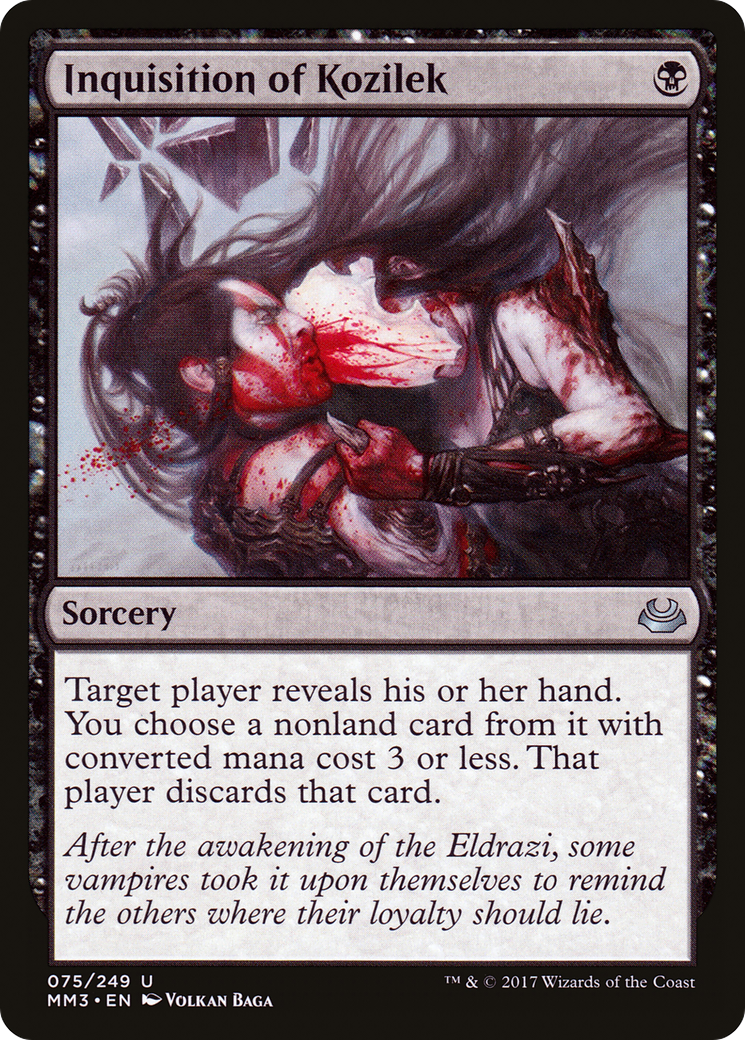 Inquisition of Kozilek
Sorcery
Target player reveals his or her hand.
You choose a nonland card from it with
converted mana cost 3 or less. That
player discards that card.
After the awakening of the Eldrazi, some
vampires took it upon themselves to remind
the others where their loyalty should lie.
075/249 U
™ & © 2017 Wizards of the Coast
MM3 • EN Volkan Baga